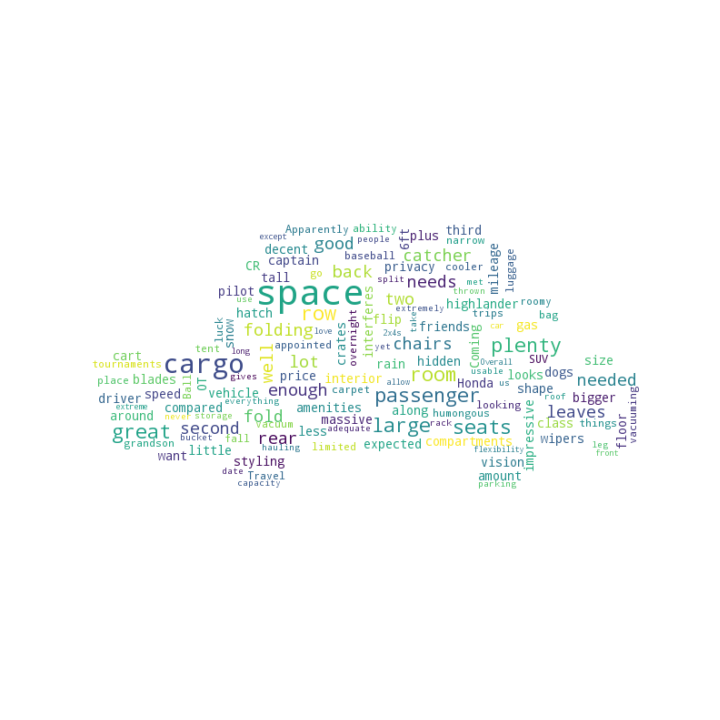 Apparently ability
except people 6ft plus third
decent good baseball catcher narrow
CR captain back privacy cooler mileage luggage
tall go split needs met
pilot space two extremely highlander roomy
use hatch row flip take friends trips bag
luck snow folding love interferes 2x4s Coming gas car
tent long well appointed crates overnight yet chairs plenty
cart cargo lot rain hidden Overall SUV size
tournaments price room usable dogs
place blades Ball OT gives interior allow Honda us shape needed
driver speed vehicle enough carpet passenger looking roof bigger
extreme compared everything amenities along humongous leaves
around never storage fold massive large rack class things floor vacuuming
great second vacuum rear less adequate seats wipers
grandson bucket fall hauling limited expected compartments impressive leg
want little styling flexibility vision front
date Travel amount
capacity parking
thrown